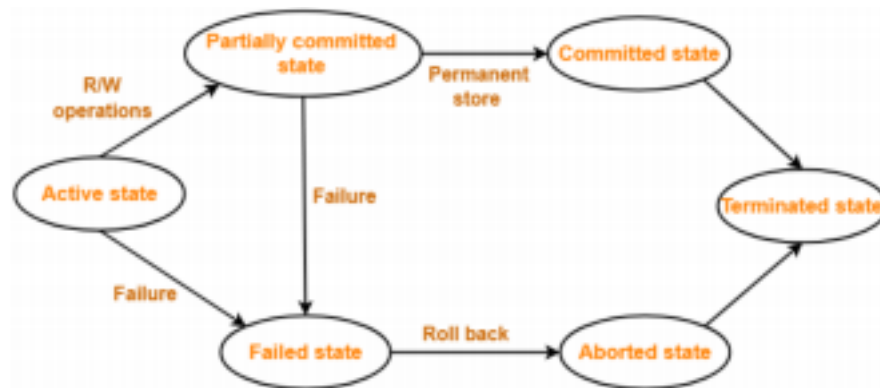 Partially committed
state
Committed state
R/W
operations
Permanent
store
Active state
Failure
Terminated state
Failure
Roll back
Failed state
Aborted state